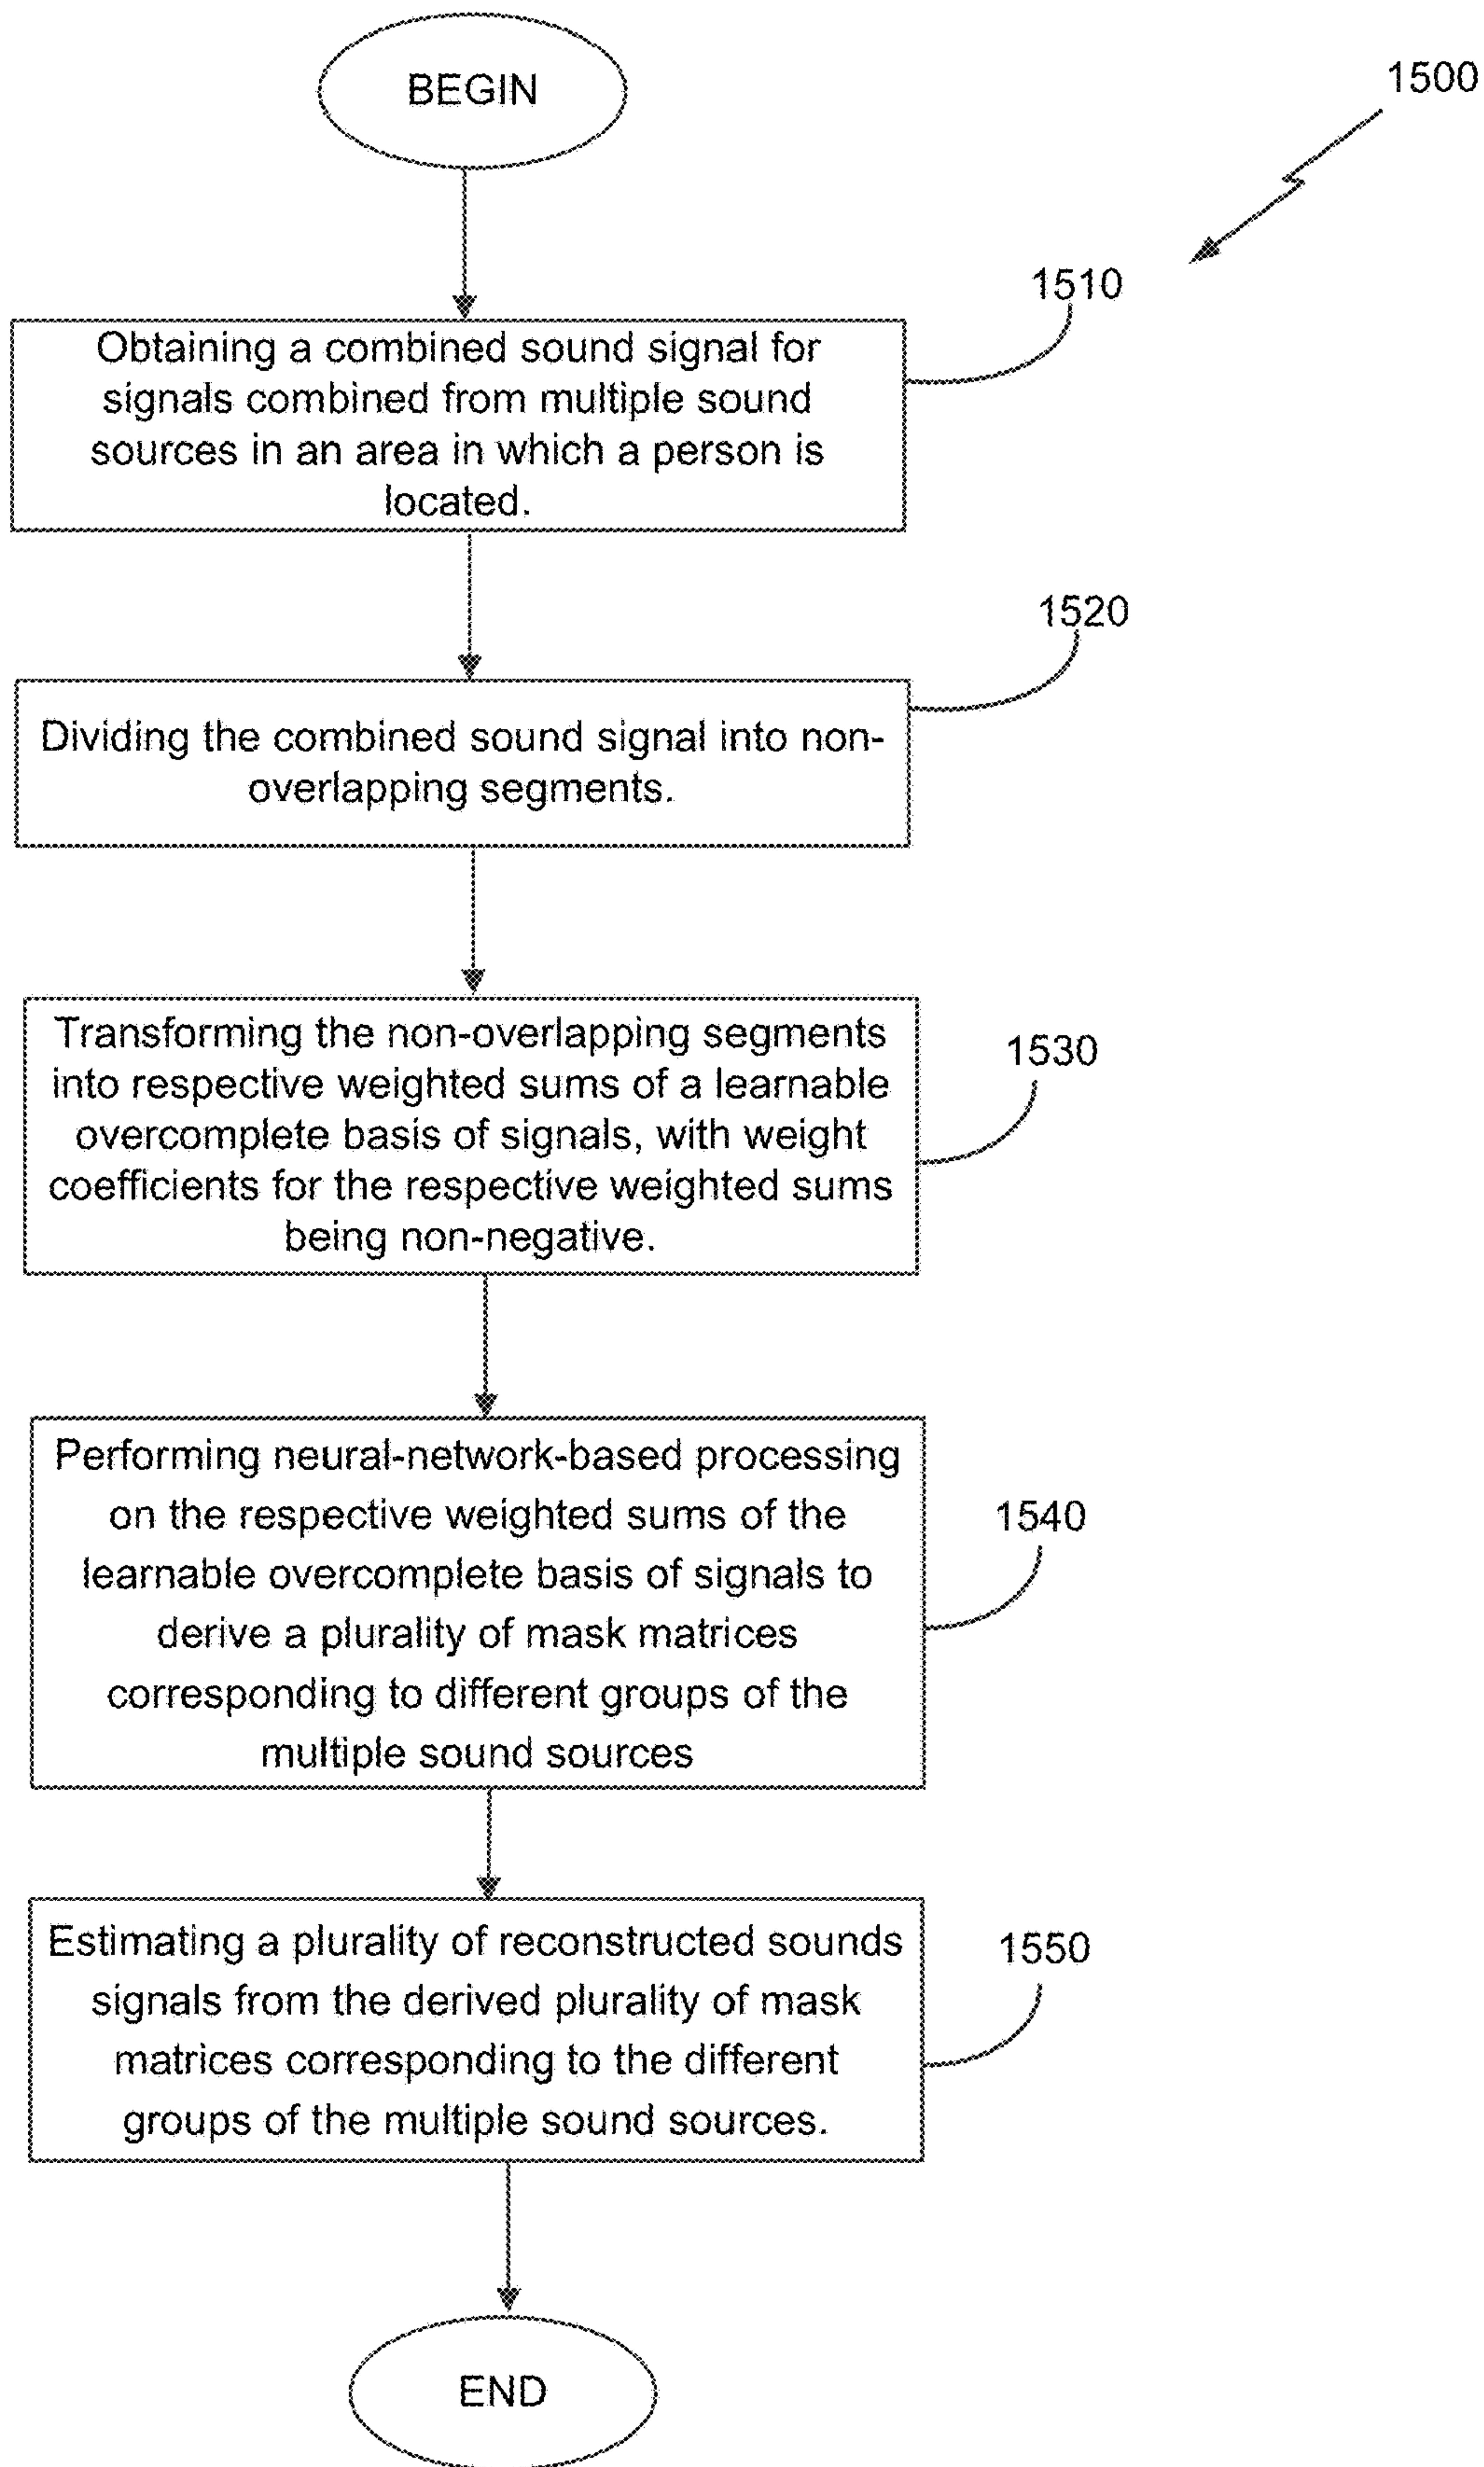 BEGIN
1500
1510
Obtaining a combined sound signal for
signals combined from multiple sound
sources in an area in which a person is
located.
1520
Dividing the combined sound signal into non-
overlapping segments.
1530
Transforming the non-overlapping segments
into respective weighted sums of a learnable
overcomplete basis of signals, with weight
coefficients for the respective weighted sums
being non-negative.
1540
Performing neural-network-based processing
on the respective weighted sums of the
learnable overcomplete basis of signals to
derive a plurality of mask matrices
corresponding to different groups of the
multiple sound sources
1550
Estimating a plurality of reconstructed sounds
signals from the derived plurality of mask
matrices corresponding to the different
groups of the multiple sound sources.
END